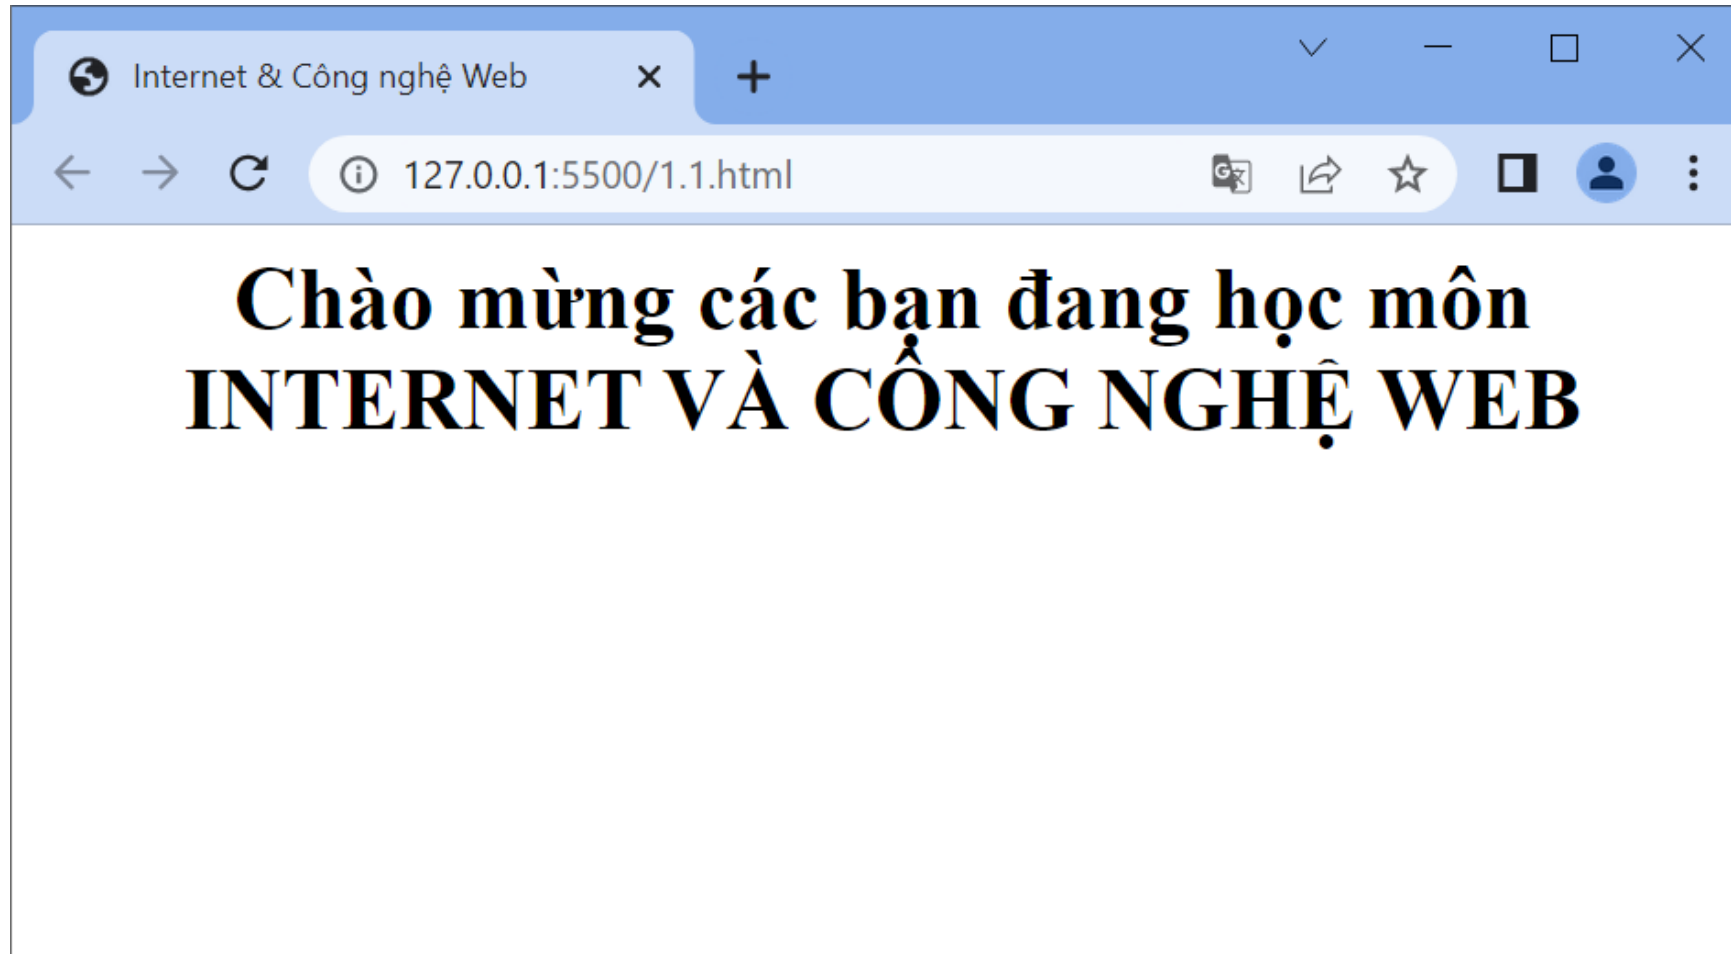 Internet & Công nghệ Web
127.0.0.1:5500/1.1.html
Chào mừng các bạn đang học môn
INTERNET VÀ CÔNG NGHỆ WEB